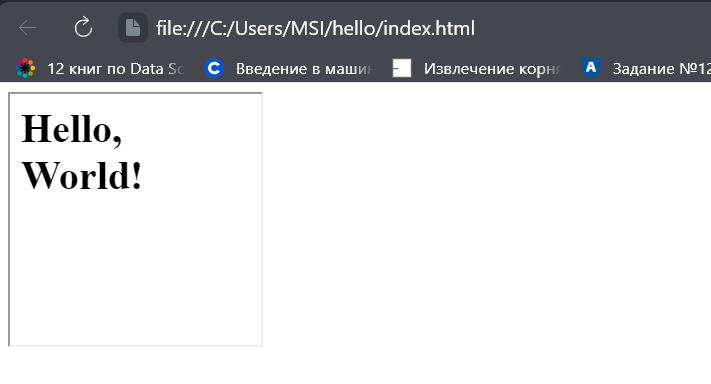 file:///C:/Users/MSI/hello/index.html
12 книг по Data Sc
C Введение в машин
Извлечение корня
A Задание №12
Hello,
World!